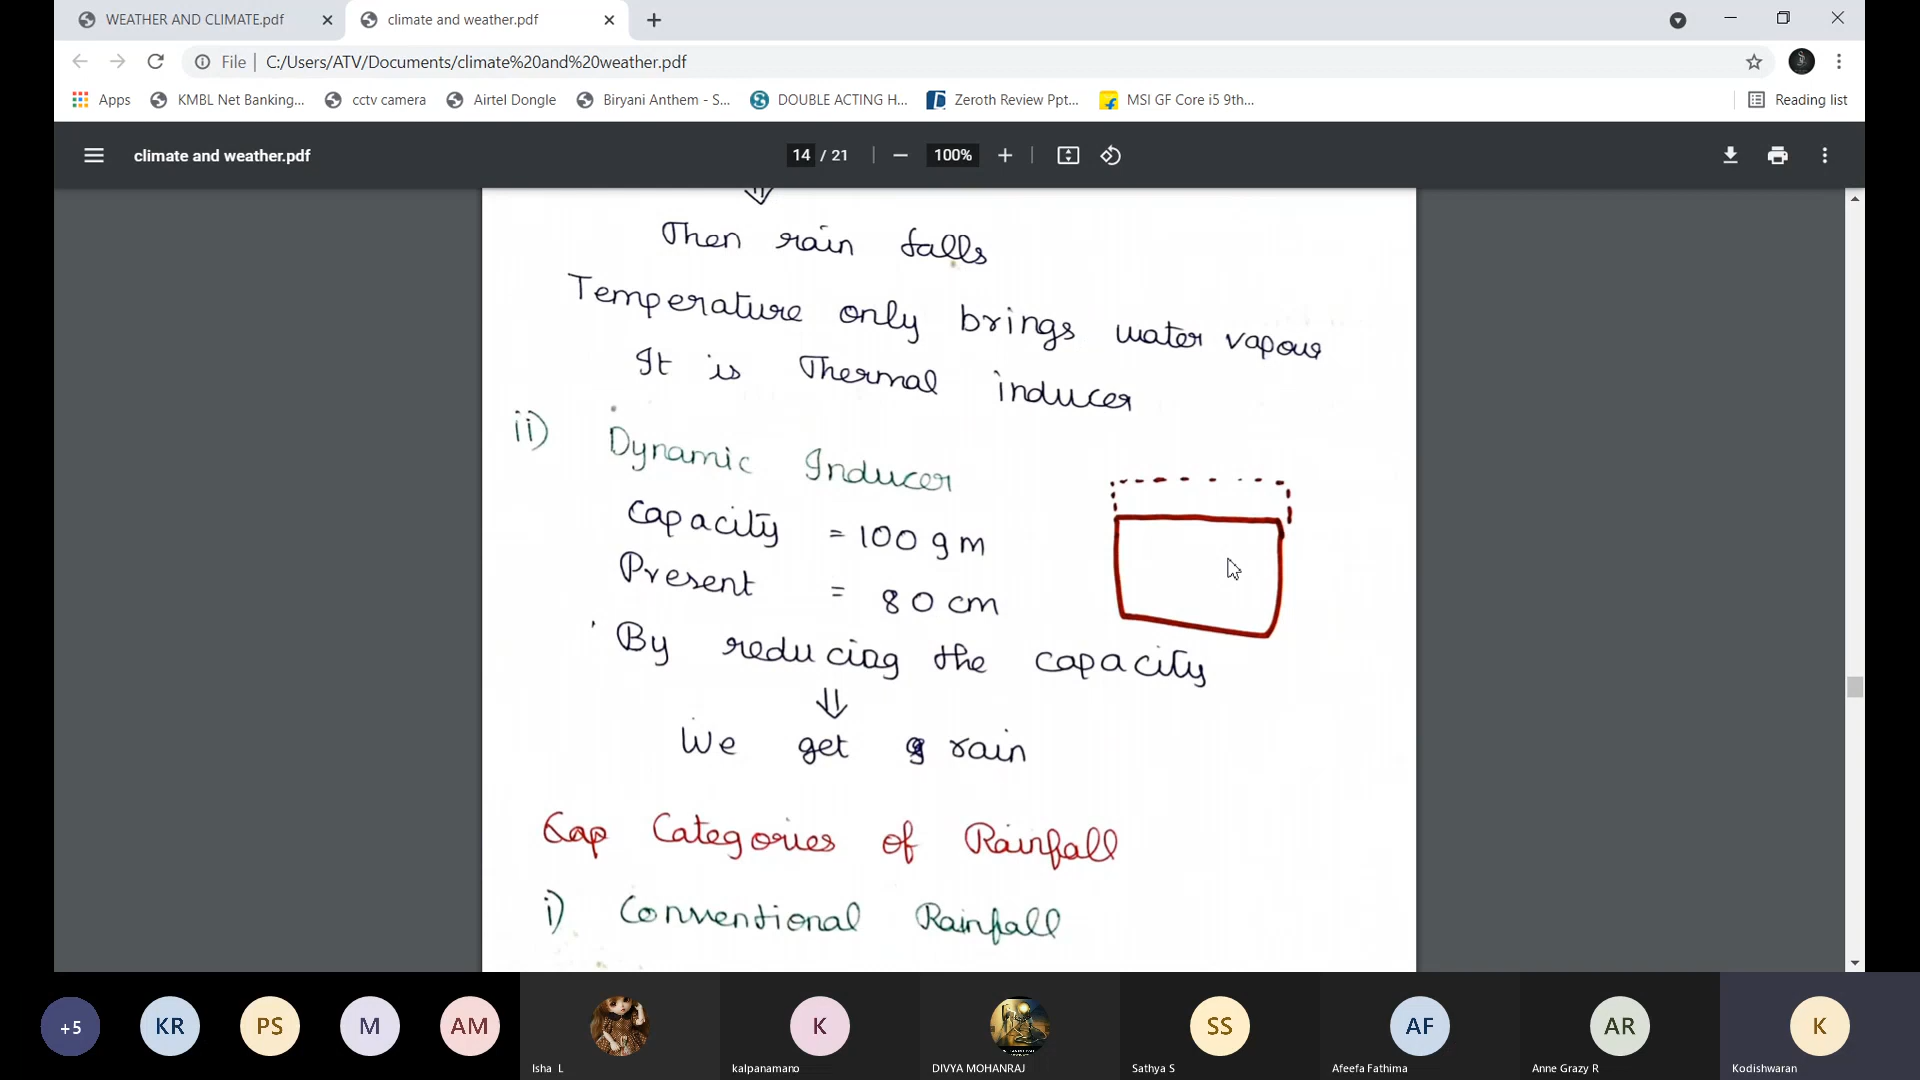 WEATHER AND CLIMATE.pdf
climate and weather.pdf
File C:/Users/ATV/Documents/climate%20and%20weather.pdf
Apps KMBL Net Banking... cctv camera Airtel Dongle Biryani Anthem - S... DOUBLE ACTING H... Zeroth Review Ppt... MSI GF Core i5 9th... Reading list
climate and weather.pdf 14 / 21 100%
Then rain falls
Temperature only brings water vapour
It is Thermal inducer
ii) Dynamic Inducer
Capacity = 100 gm
Present = 80 cm
By reducing the capacity
⇓
We get rain
Categories of Rainfall
i) Conventional Rainfall
+5 KR PS M AM K SS AF AR K
Isha L kalpanamano DIVYA MOHANRAJ Sathya S Afeefa Fathima Anne Grazy R Kodishwaran